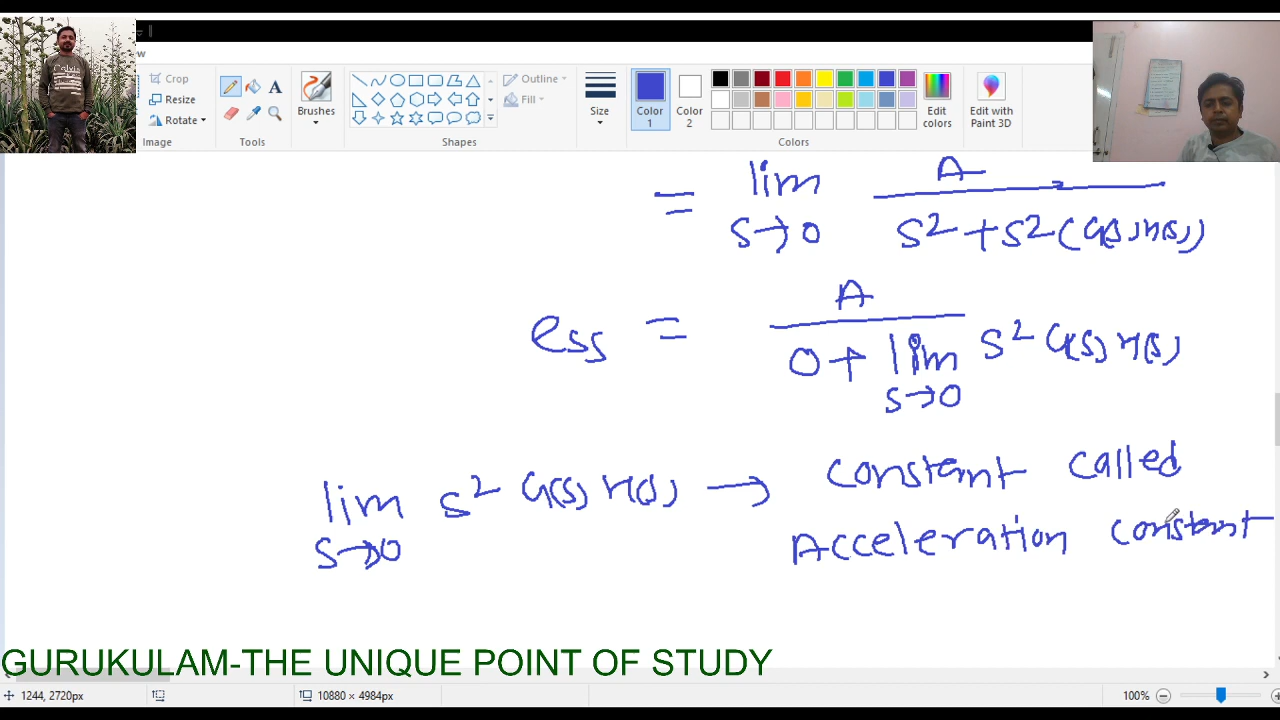 w
Crop
Resize
Rotate
Image
Tools
Brushes
Shapes
Outline
Fill
Size
Color 1
Color 2
Colors
Edit colors
Edit with Paint 3D
= lim s→0 A / s² + s² (G(s) H(s))
ess = A / 0 + lim s→0 s² G(s) H(s)
lim s→0 s² G(s) H(s) → constant called
Acceleration constant
GURUKULAM-THE UNIQUE POINT OF STUDY
1244, 2720px
10880 × 4984px
100%